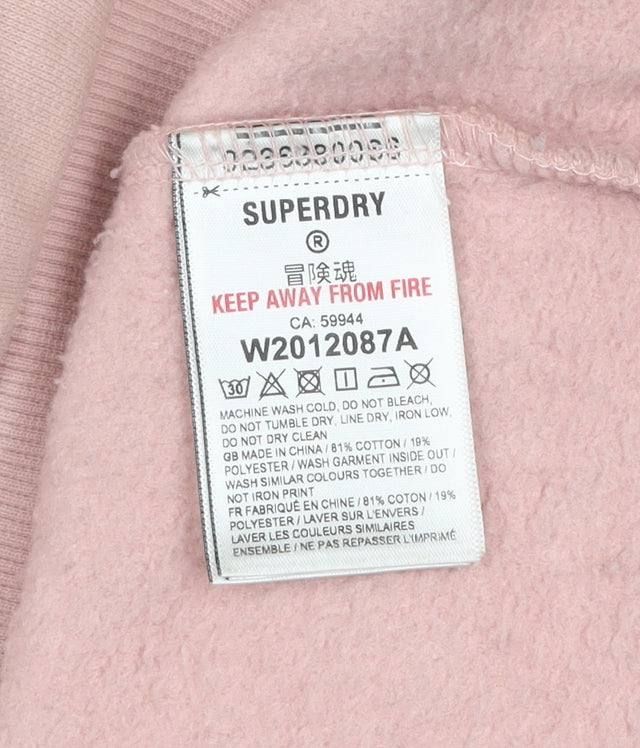 SUPERDRY
®
冒険魂
KEEP AWAY FROM FIRE
CA: 59944
W2012087A
30
MACHINE WASH COLD, DO NOT BLEACH,
DO NOT TUMBLE DRY, LINE DRY, IRON LOW,
DO NOT DRY CLEAN
GB MADE IN CHINA / 81% COTTON / 19%
POLYESTER / WASH GARMENT INSIDE OUT /
WASH SIMILAR COLOURS TOGETHER / DO
NOT IRON PRINT
FR FABRIQUÉ EN CHINE / 81% COTON / 19%
POLYESTER / LAVER SUR L'ENVERS /
LAVER LES COULEURS SIMILAIRES
ENSEMBLE / NE PAS REPASSER L'IMPRIMÉ